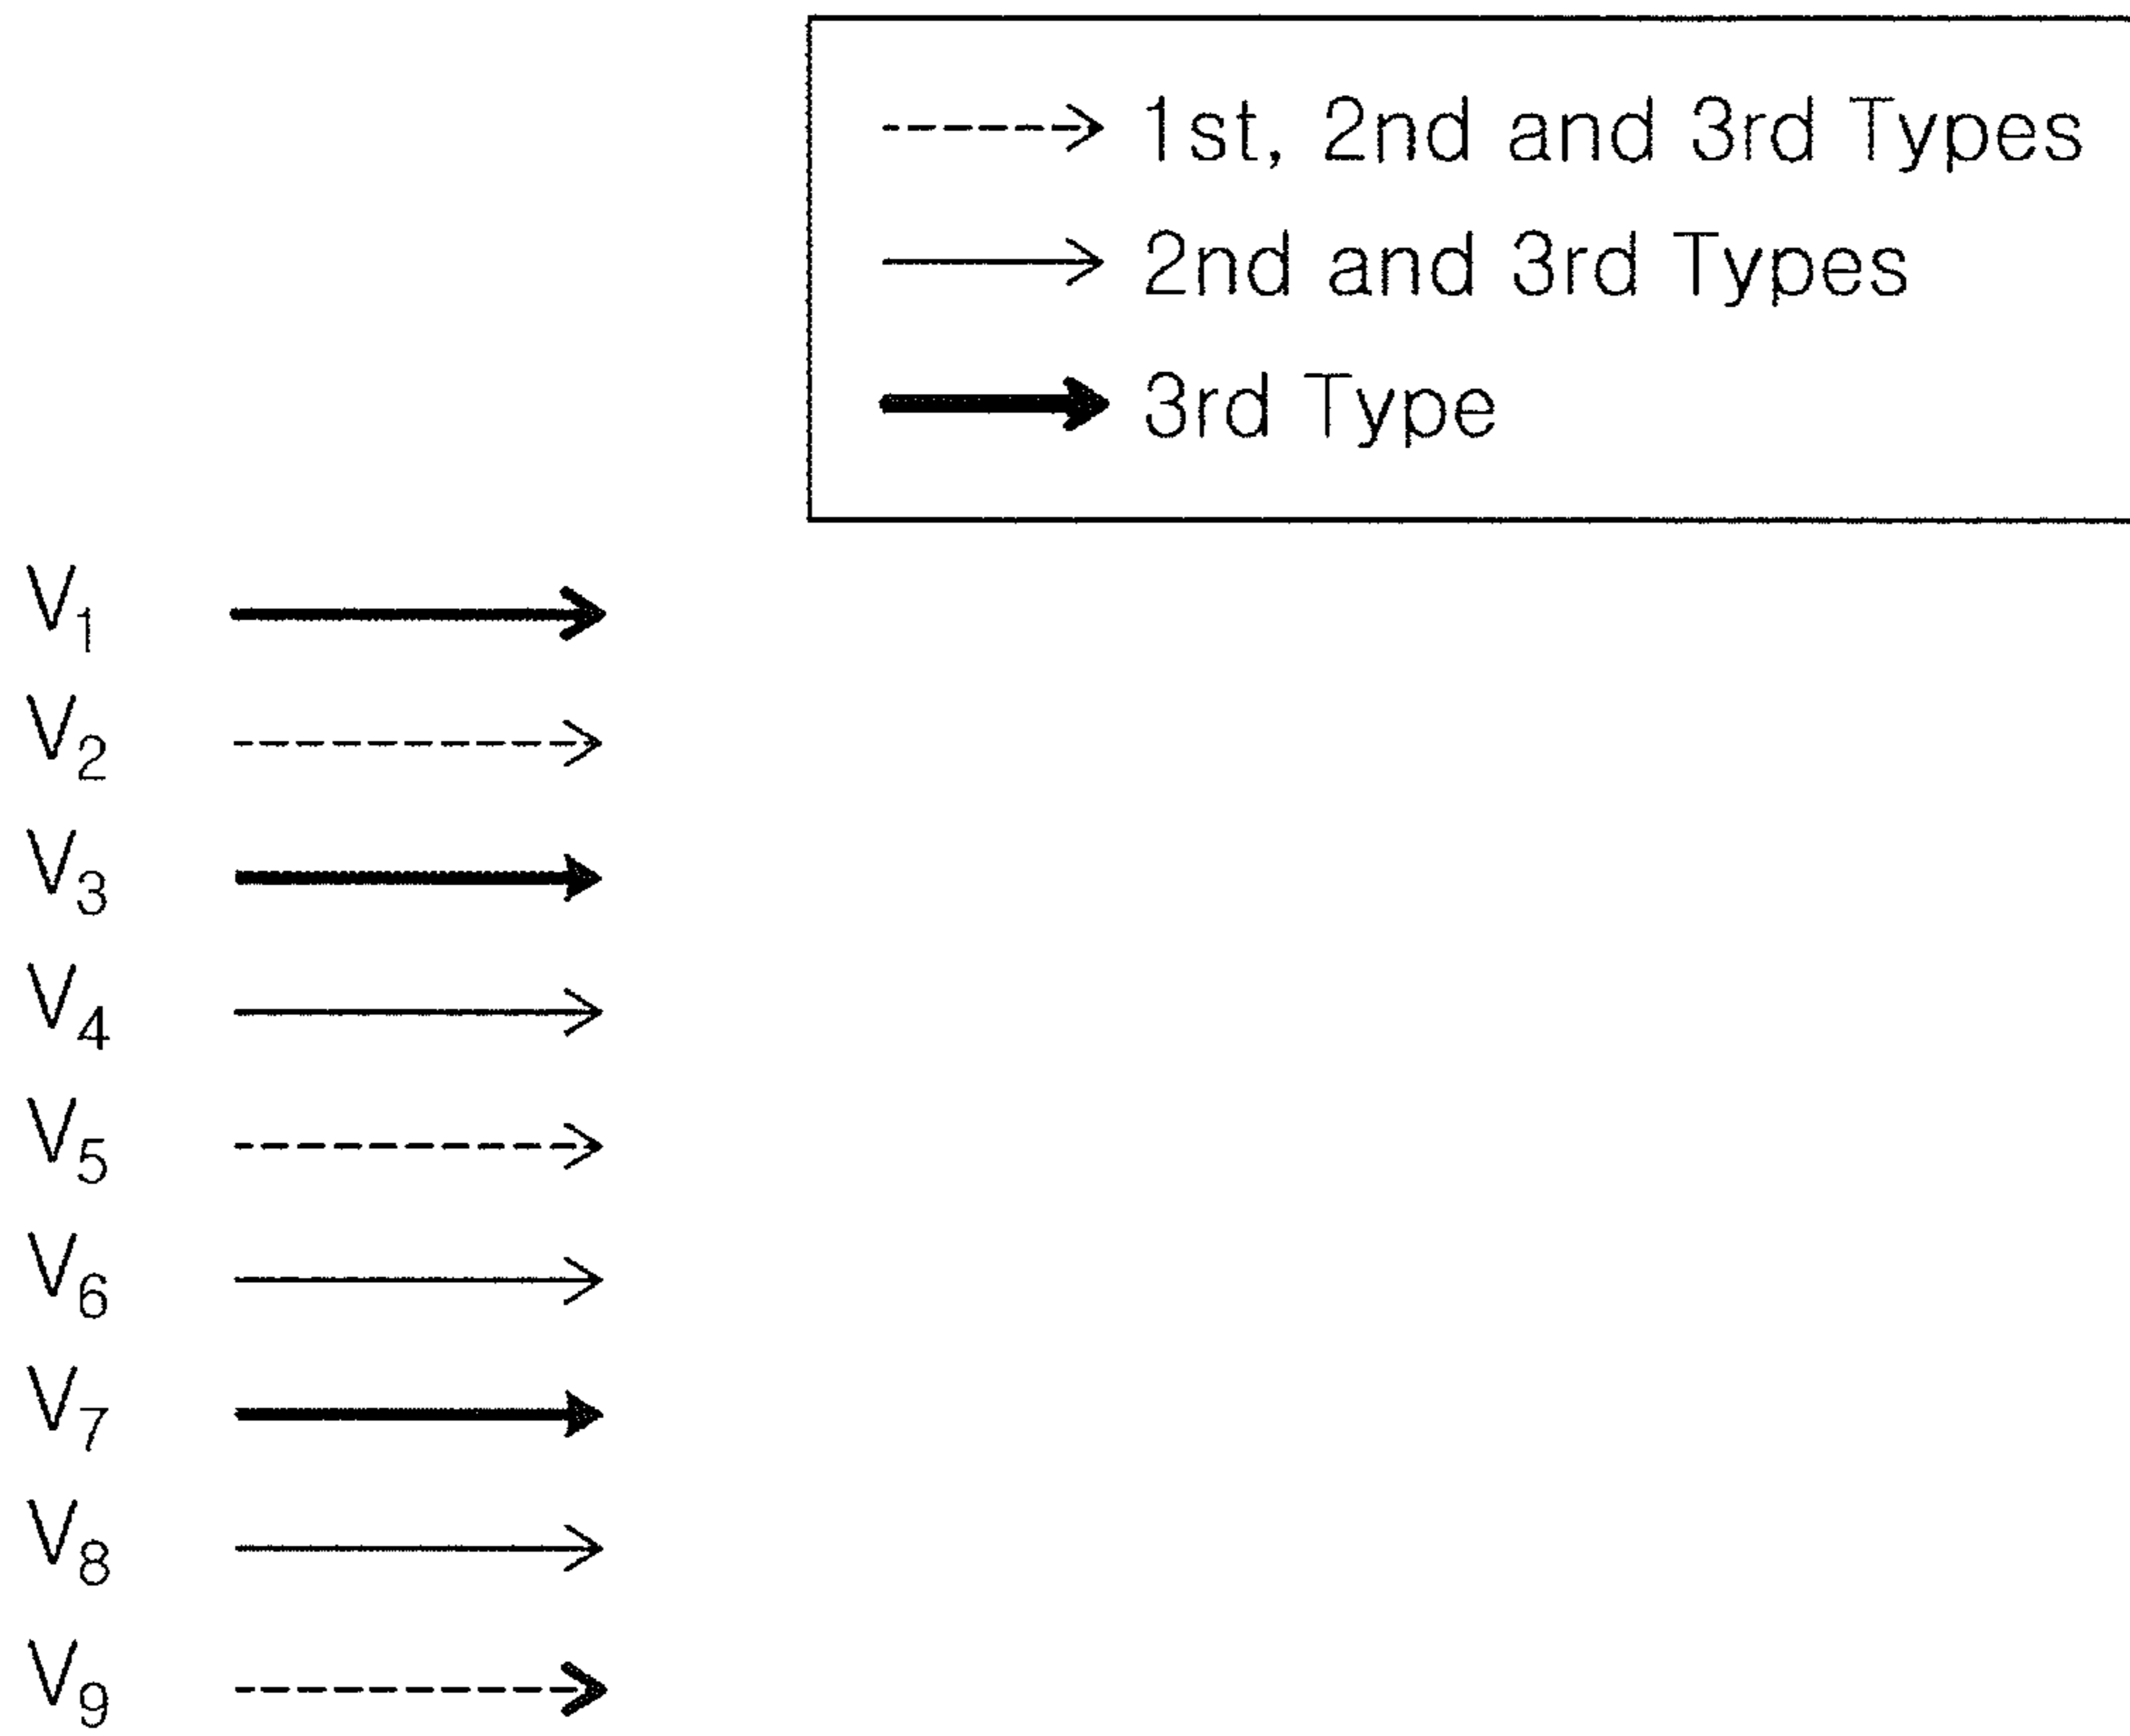 1st, 2nd and 3rd Types
2nd and 3rd Types
3rd Type
V1
V2
V3
V4
V5
V6
V7
V8
V9